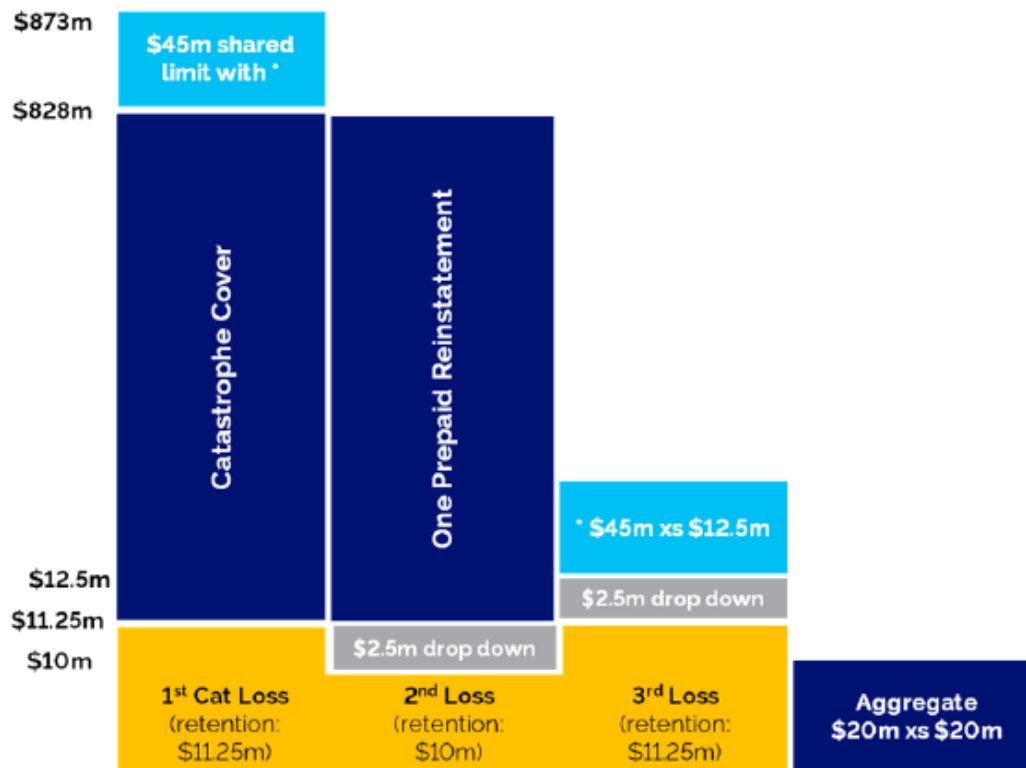 $873m
$45m shared
limit with *
$828m
Catastrophe Cover
One Prepaid Reinstatement
* $45m xs $12.5m
$12.5m
$2.5m drop down
$11.25m
$2.5m drop down
$10m
1st Cat Loss
(retention:
$11.25m)
2nd Loss
(retention:
$10m)
3rd Loss
(retention:
$11.25m)
Aggregate
$20m xs $20m